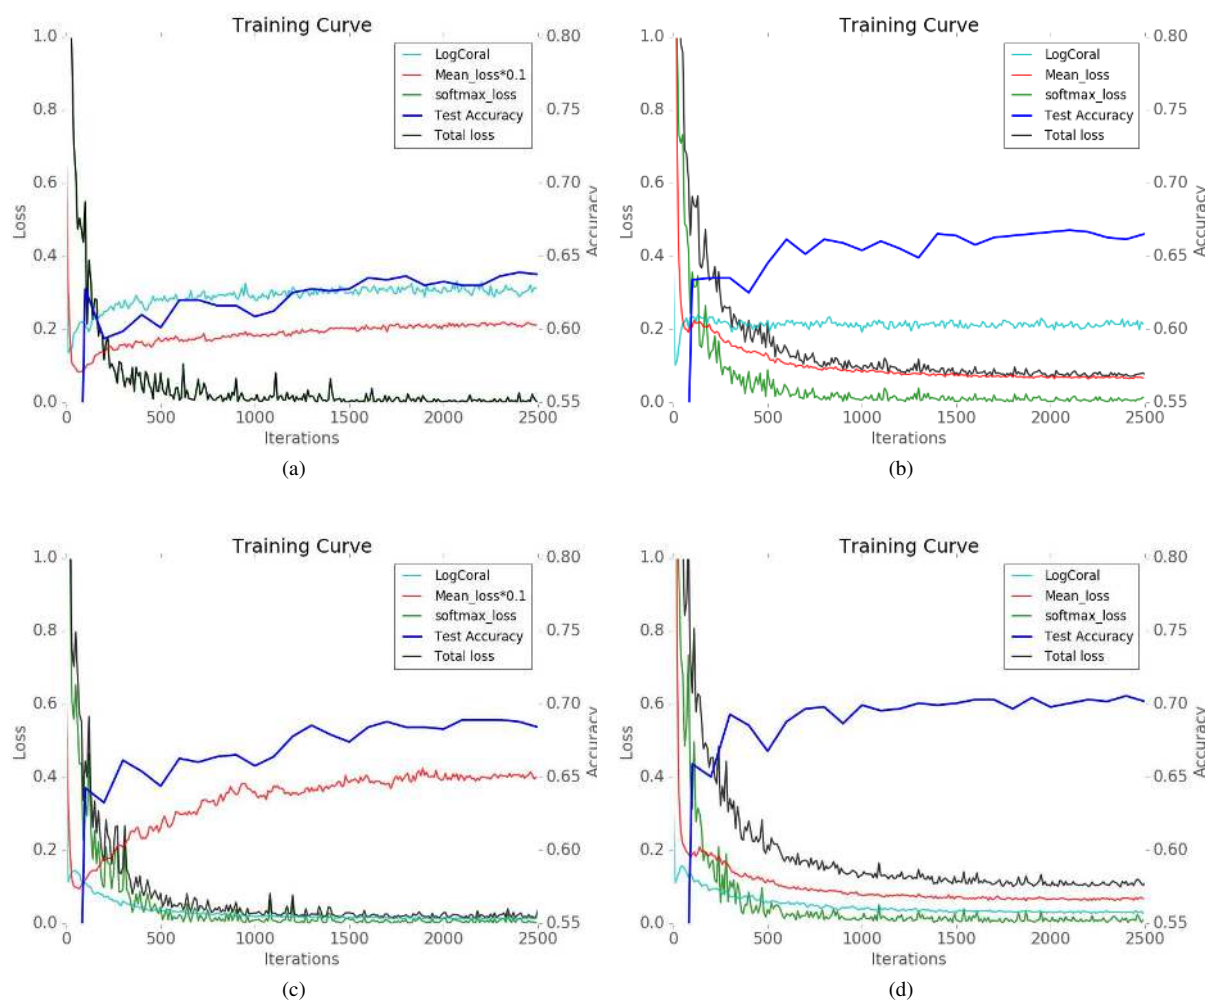 Training Curve
1.0
0.8
0.6
0.4
0.2
0.0
Loss
0.80
0.75
0.70
0.65
0.60
0.55
Accuracy
LogCoral
Mean_loss*0.1
softmax_loss
Test Accuracy
Total loss
0 500 1000 1500 2000 2500
Iterations
(a)
Training Curve
1.0
0.8
0.6
0.4
0.2
0.0
Loss
0.80
0.75
0.70
0.65
0.60
0.55
Accuracy
LogCoral
Mean_loss
softmax_loss
Test Accuracy
Total loss
0 500 1000 1500 2000 2500
Iterations
(b)
Training Curve
1.0
0.8
0.6
0.4
0.2
0.0
Loss
0.80
0.75
0.70
0.65
0.60
0.55
Accuracy
LogCoral
Mean_loss*0.1
softmax_loss
Test Accuracy
Total loss
0 500 1000 1500 2000 2500
Iterations
(c)
Training Curve
1.0
0.8
0.6
0.4
0.2
0.0
Loss
0.80
0.75
0.70
0.65
0.60
0.55
Accuracy
LogCoral
Mean_loss
softmax_loss
Test Accuracy
Total loss
0 500 1000 1500 2000 2500
Iterations
(d)